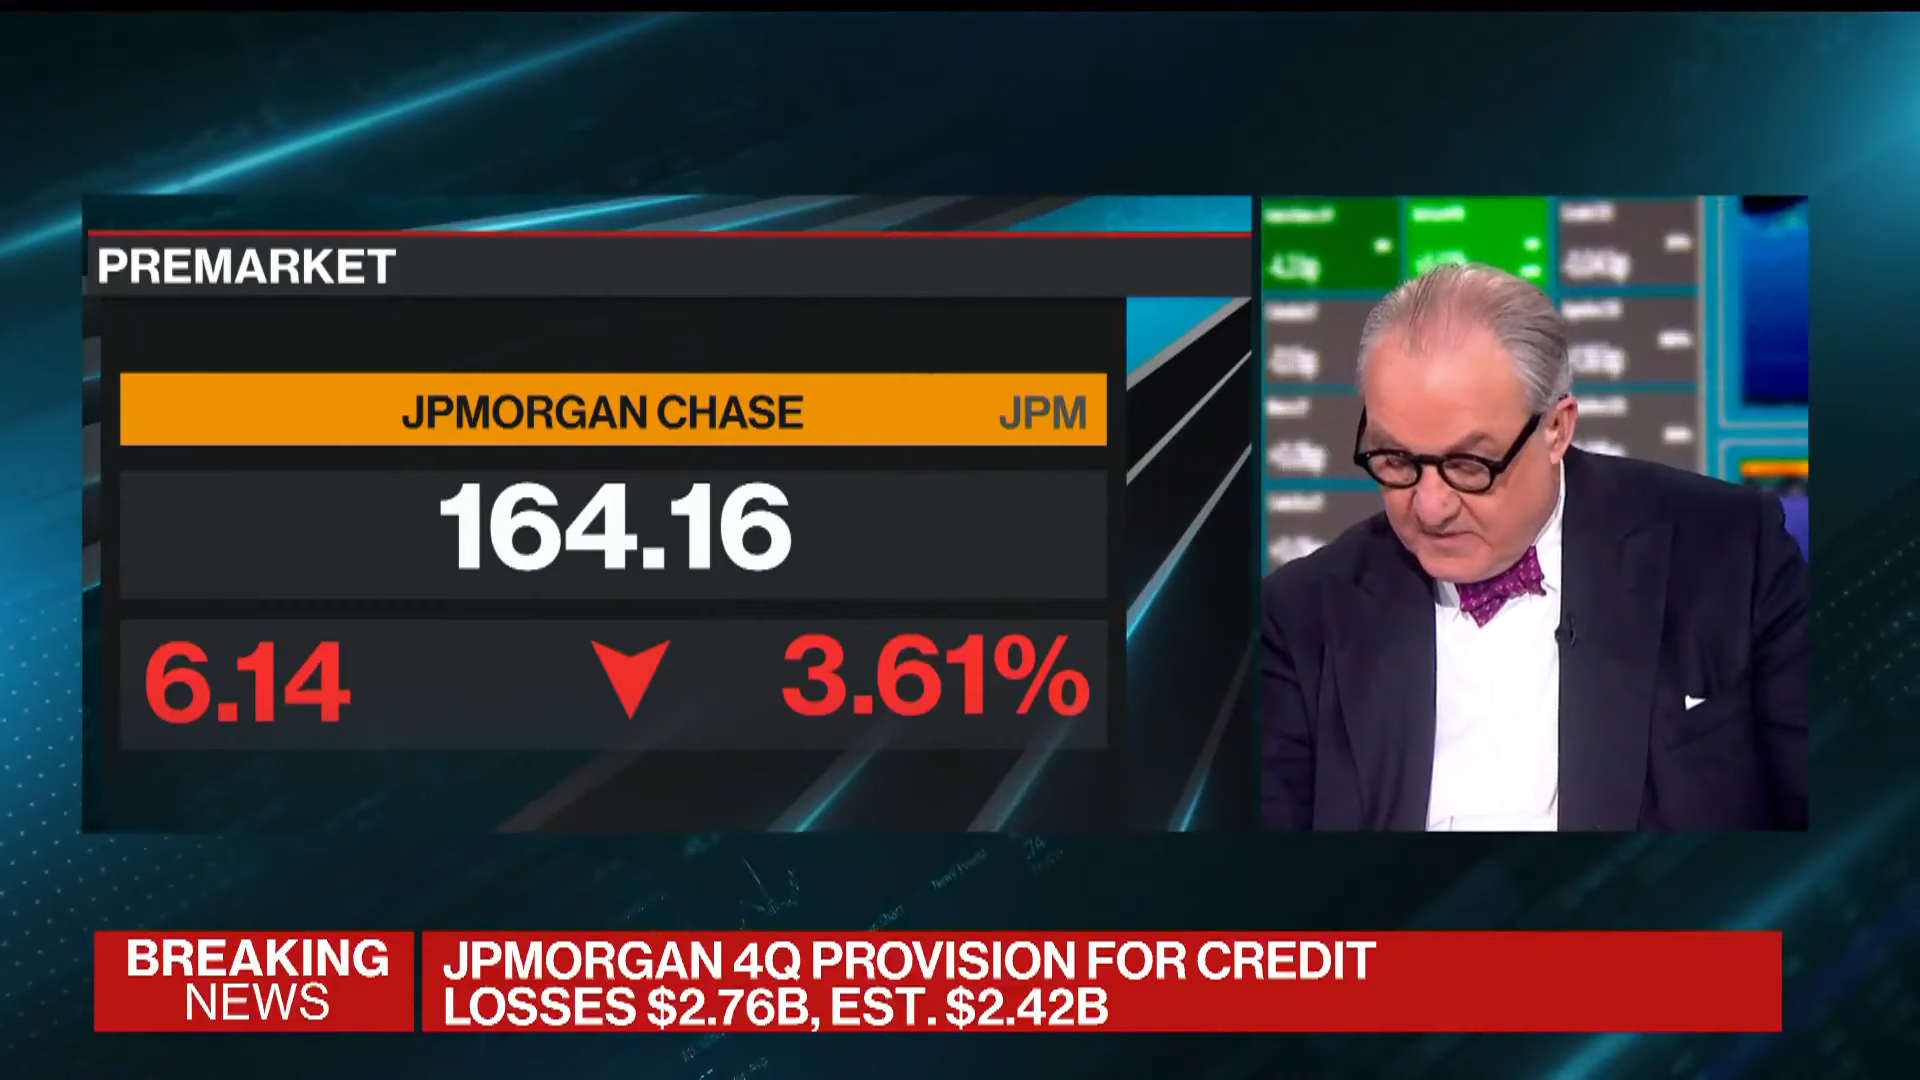 PREMARKET
JPMORGAN CHASE JPM
164.16
6.14 3.61%
BREAKING
NEWS
JPMORGAN 4Q PROVISION FOR CREDIT
LOSSES $2.76B, EST. $2.42B